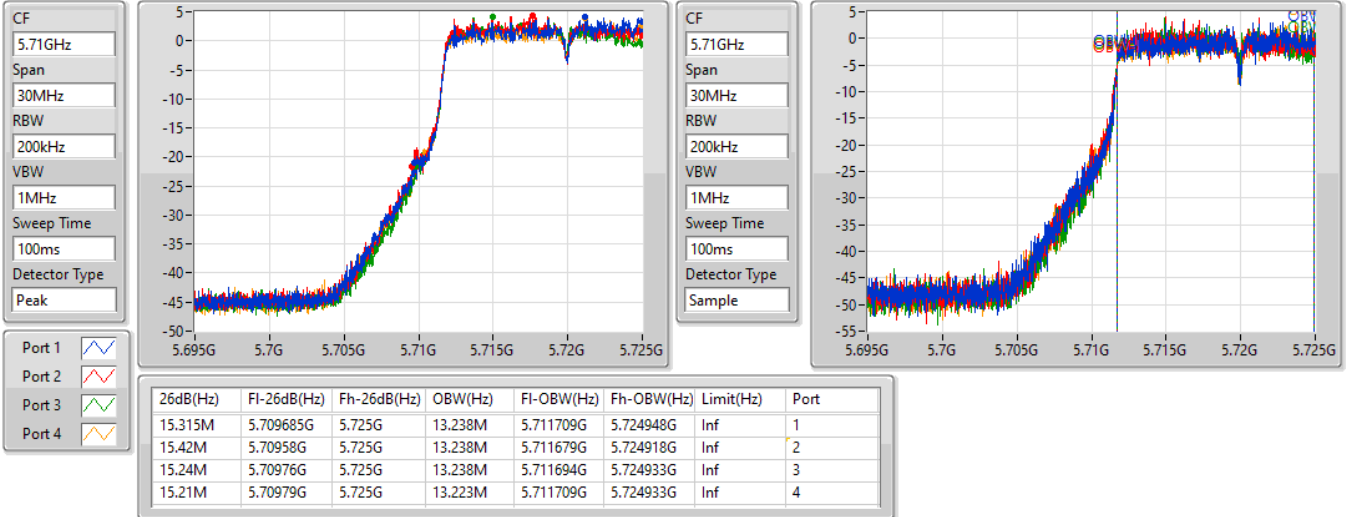 CF
5.71GHz
Span
30MHz
RBW
200kHz
VBW
1MHz
Sweep Time
100ms
Detector Type
Peak
Port 1
Port 2
Port 3
Port 4
5
0
-5
-10
-15
-20
-25
-30
-35
-40
-45
-50
5.695G 5.7G 5.705G 5.71G 5.715G 5.72G 5.725G
CF
5.71GHz
Span
30MHz
RBW
200kHz
VBW
1MHz
Sweep Time
100ms
Detector Type
Sample
5
0
-5
-10
-15
-20
-25
-30
-35
-40
-45
-50
-55
5.695G 5.7G 5.705G 5.71G 5.715G 5.72G 5.725G
26dB(Hz) Fl-26dB(Hz) Fh-26dB(Hz) OBW(Hz) Fl-OBW(Hz) Fh-OBW(Hz) Limit(Hz) Port
15.315M 5.709685G 5.725G 13.238M 5.711709G 5.724948G Inf 1
15.42M 5.70958G 5.725G 13.238M 5.711679G 5.724918G Inf 2
15.24M 5.70976G 5.725G 13.238M 5.711694G 5.724933G Inf 3
15.21M 5.70979G 5.725G 13.223M 5.711709G 5.724933G Inf 4